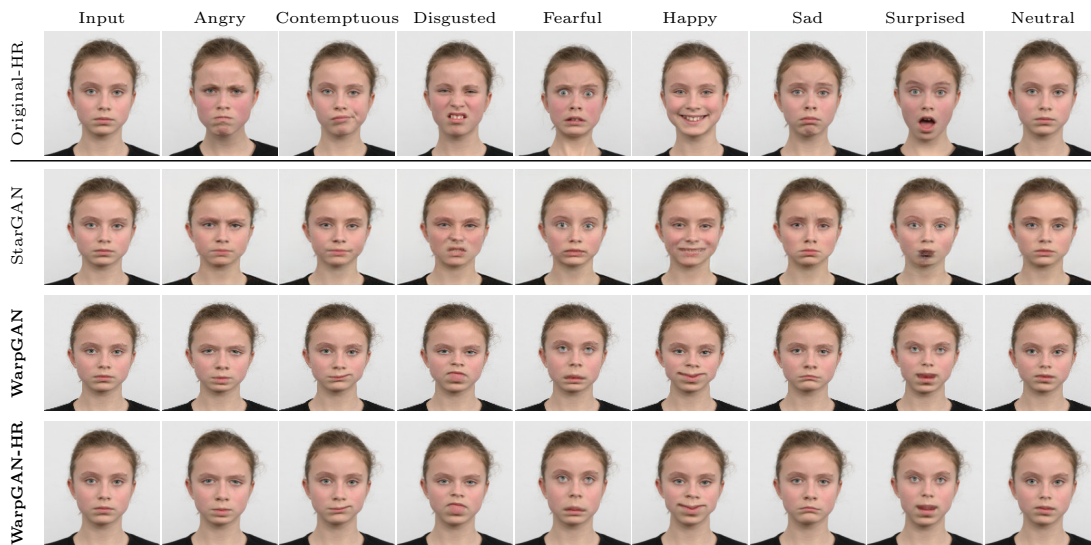 Input Angry Contemptuous Disgusted Fearful Happy Sad Surprised Neutral
Original-HR
StarGAN
WarpGAN
WarpGAN-HR